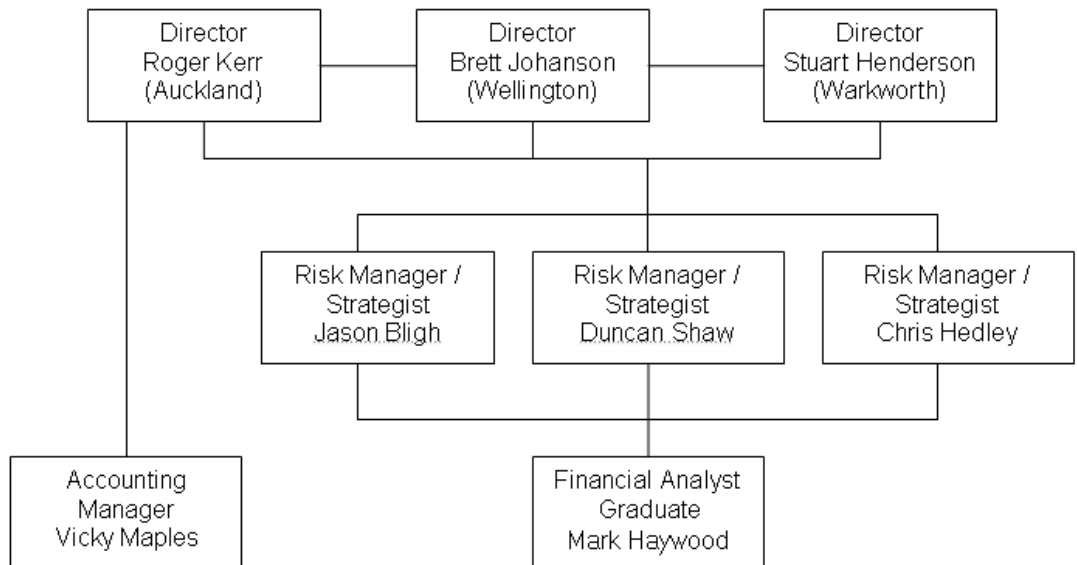 Director
Roger Kerr
(Auckland)
Director
Brett Johanson
(Wellington)
Director
Stuart Henderson
(Warkworth)
Risk Manager /
Strategist
Jason Bligh
Risk Manager /
Strategist
Duncan Shaw
Risk Manager /
Strategist
Chris Hedley
Accounting
Manager
Vicky Maples
Financial Analyst
Graduate
Mark Haywood